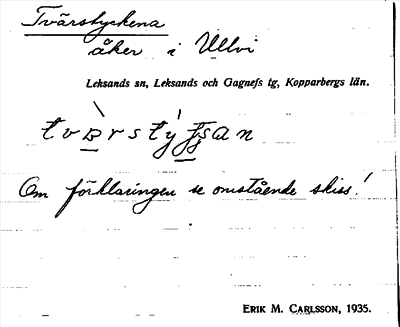 Tvärstyckena
åker i Ullvi
Leksands sn, Leksands och Gagnefs tg, Kopparbergs län.
Om förklaringen se omstående skiss!
ERIK M. CARLSSON, 1935.